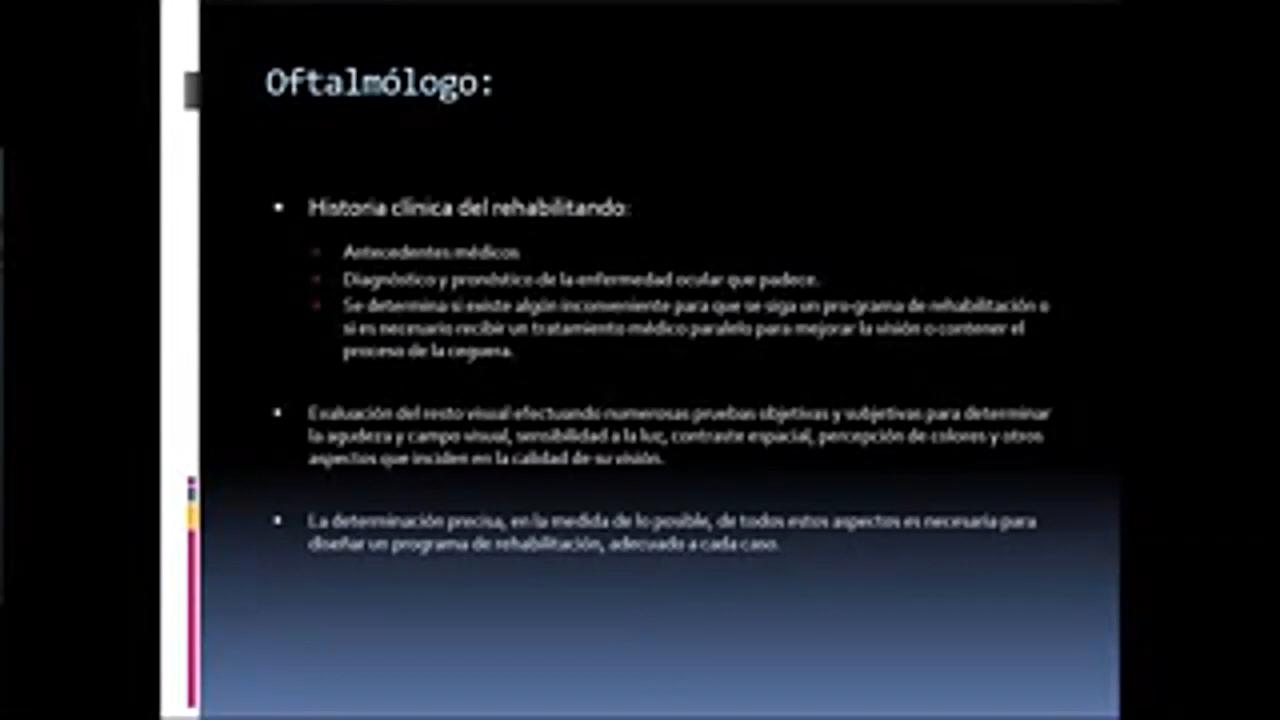 Oftalmólogo:
Historia clínica del rehabilitando:
Antecedentes médicos
Diagnóstico y pronóstico de la enfermedad ocular que padece.
Se determina si existe algún inconveniente para que se siga un pro-grama de rehabilitación o
si es necesario recibir un tratamiento médico paralelo para mejorar la visión o contener el
proceso de la ceguera.
Evaluación del resto visual efectuando numerosas pruebas objetivas y subjetivas para determinar
la agudeza y campo visual, sensibilidad a la luz, contraste espacial, percepción de colores y otros
aspectos que inciden en la calidad de su visión.
La determinación precisa, en la medida de lo posible, de todos estos aspectos es necesaria para
diseñar un programa de rehabilitación, adecuado a cada caso.